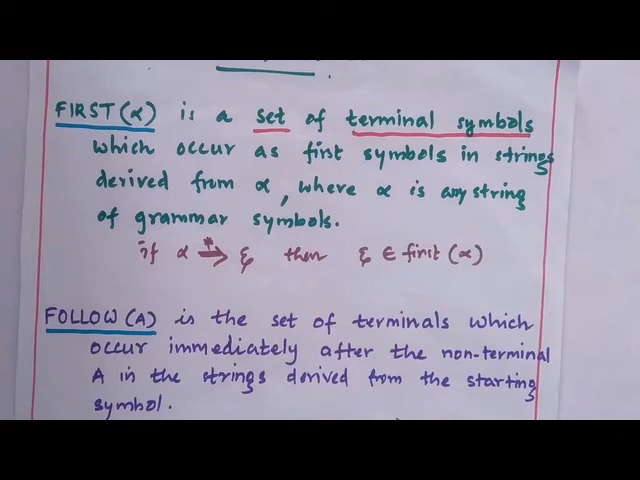 FIRST(α) is a set of terminal symbols
which occur as first symbols in strings
derived from α, where α is any string
of grammar symbols.
if α *⇒ ξ then ξ ∈ first (α)
FOLLOW(A) is the set of terminals which
occur immediately after the non-terminal
A in the strings derived from the starting
symbol.